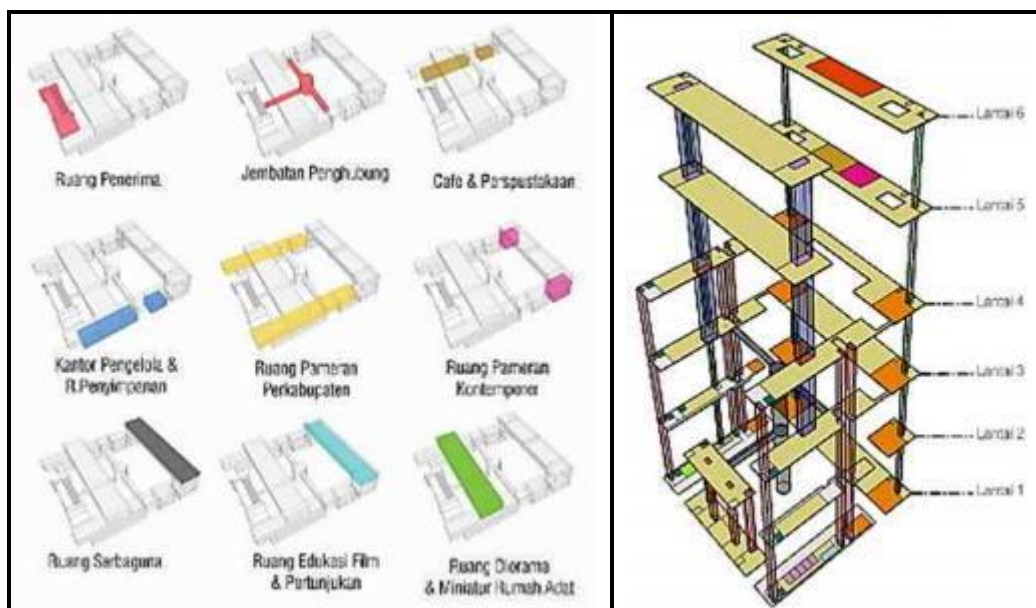 Ruang Penerima
Jembatan Penghubung
Cafe & Perspustakaan
Kantor Pengelola &
R.Penyimpanan
Ruang Pameran
Perkabupaten
Ruang Pameran
Kontemporer
Ruang Serbaguna
Ruang Edukasi Film
& Pertunjukan
Ruang Diorama
& Miniatur Rumah Adat
Lantai 6
Lantai 5
Lantai 4
Lantai 3
Lantai 2
Lantai 1